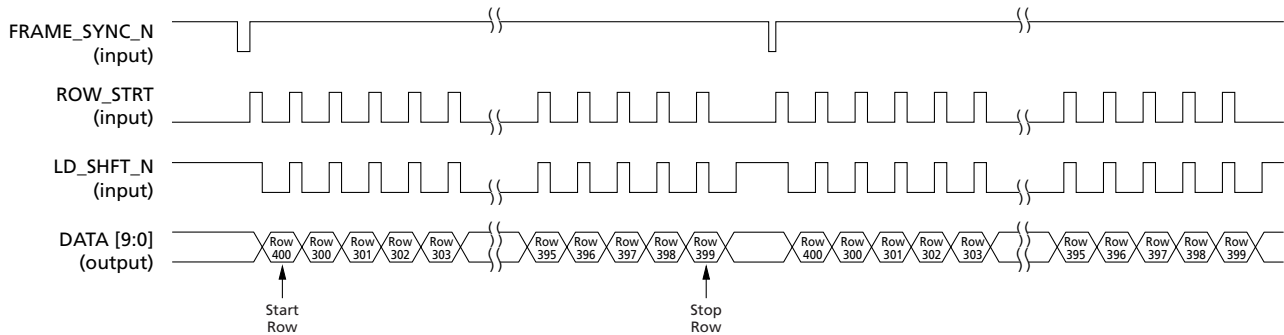 FRAME_SYNC_N
(input)
ROW_STRT
(input)
LD_SHFT_N
(input)
DATA [9:0]
(output)
Row 400
Row 300
Row 301
Row 302
Row 303
Row 395
Row 396
Row 397
Row 398
Row 399
Row 400
Row 300
Row 301
Row 302
Row 303
Row 395
Row 396
Row 397
Row 398
Row 399
Start
Row
Stop
Row